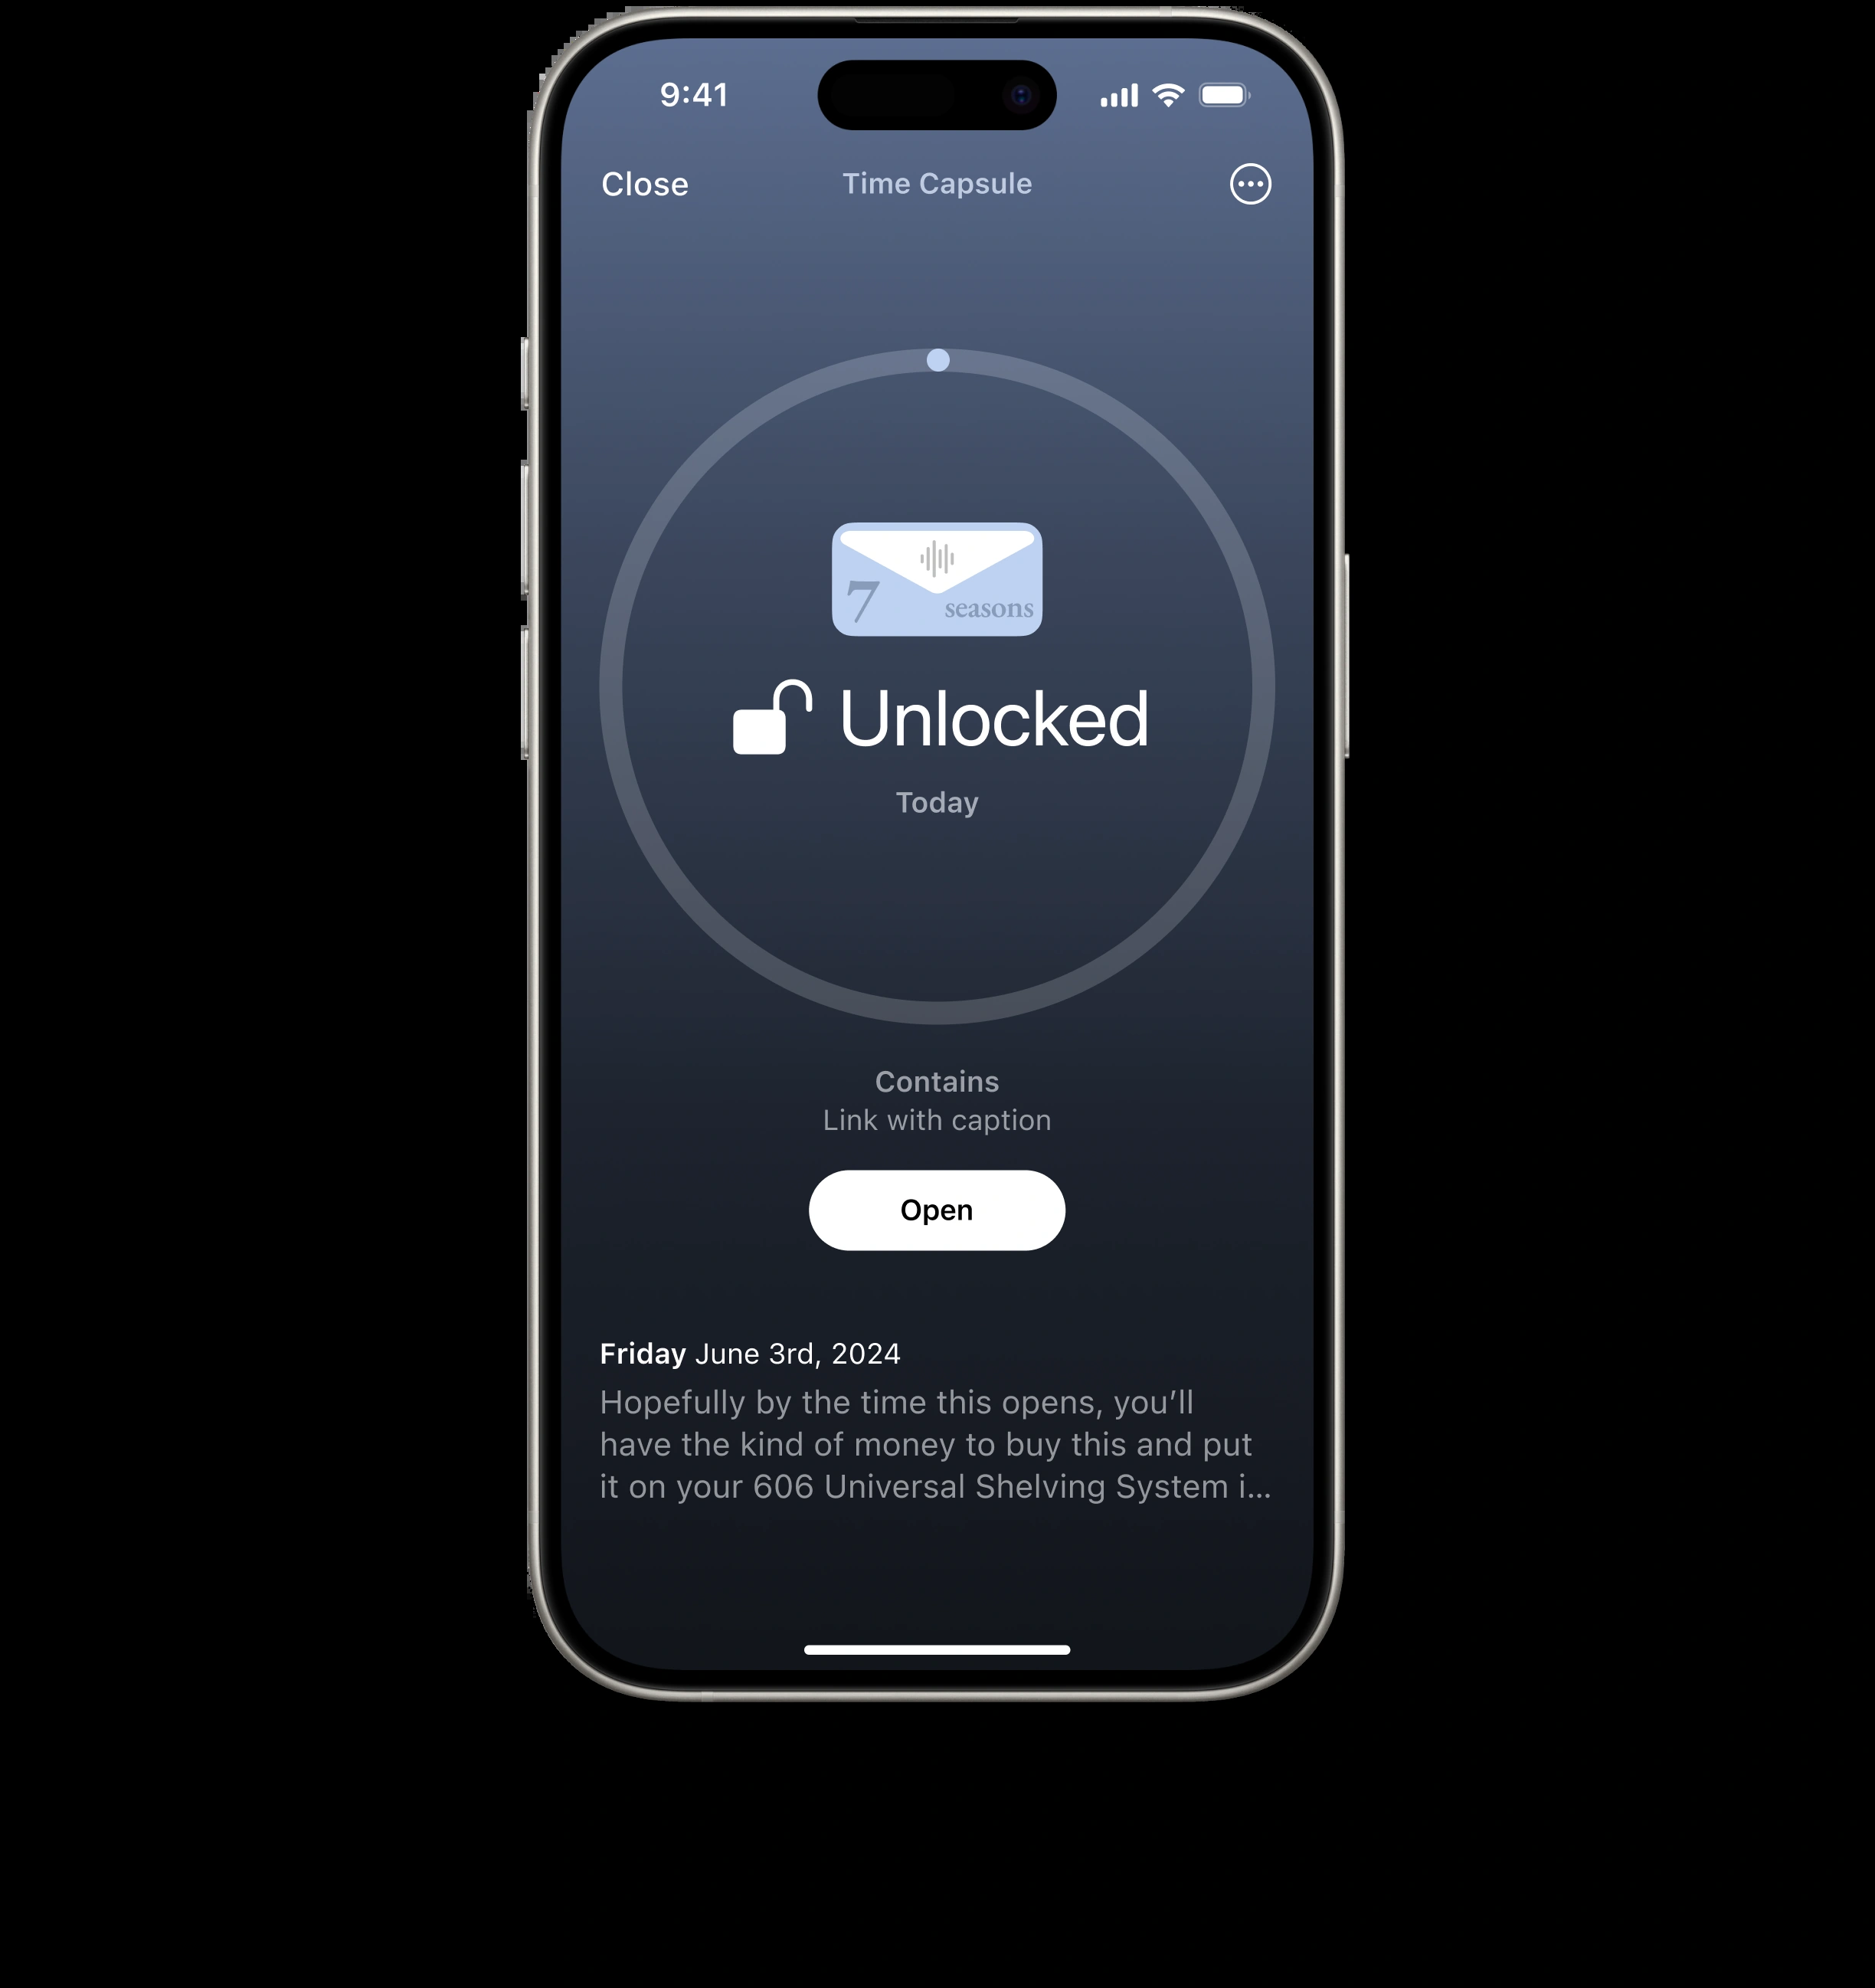 9:41
Close
Time Capsule
7
seasons
Unlocked
Today
Contains
Link with caption
Open
Friday June 3rd, 2024
Hopefully by the time this opens, you’ll
have the kind of money to buy this and put
it on your 606 Universal Shelving System i...